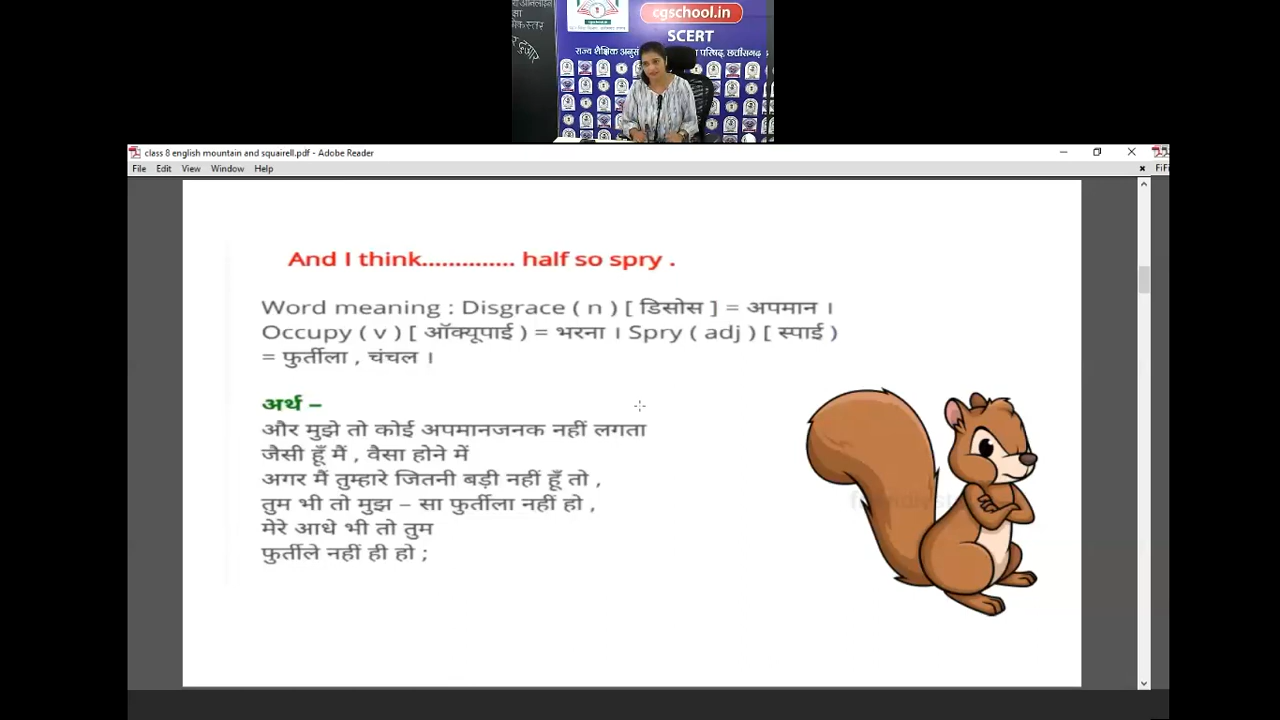 cgschool.in
SCERT
class 8 english mountain and squairell.pdf - Adobe Reader
File Edit View Window Help
And I think.............. half so spry .
Word meaning : Disgrace ( n ) [ डिसोस ] = अपमान ।
Occupy ( v ) [ ऑक्यूपाई ) = भरना । Spry ( adj ) [ स्पाई )
= फुर्तीला , चंचल ।
अर्थ –
और मुझे तो कोई अपमानजनक नहीं लगता
जैसी हूँ मैं , वैसा होने में
अगर मैं तुम्हारे जितनी बड़ी नहीं हूँ तो ,
तुम भी तो मुझ – सा फुर्तीला नहीं हो ,
मेरे आधे भी तो तुम
फुर्तीले नहीं ही हो ;